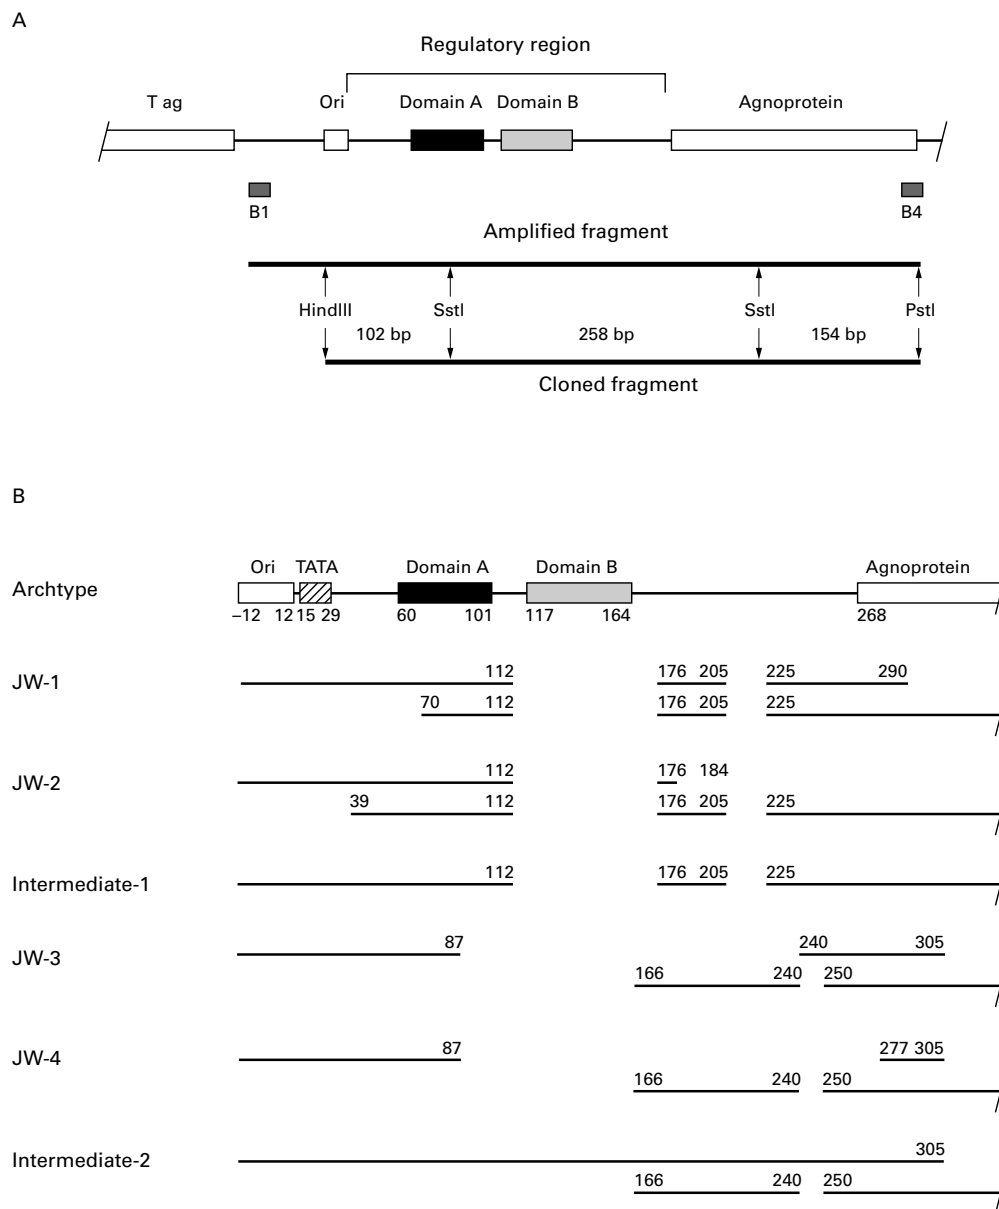 A
Regulatory region
T ag Ori Domain A Domain B Agnoprotein
B1 B4
Amplified fragment
HindIII SstI SstI PstI
102 bp 258 bp 154 bp
Cloned fragment
B
Ori TATA Domain A Domain B Agnoprotein
Archtype
–12 12 15 29 60 101 117 164 268
112 176 205 225 290
JW-1
70 112 176 205 225
112 176 184
JW-2
39 112 176 205 225
112 176 205 225
Intermediate-1
87 240 305
JW-3
166 240 250
87 277 305
JW-4
166 240 250
305
Intermediate-2
166 240 250